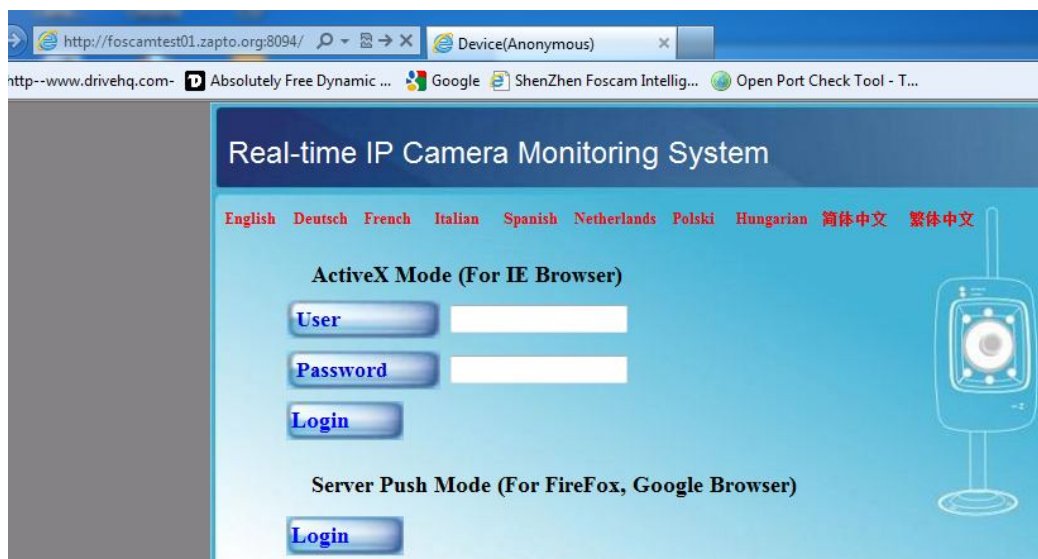 http://foscamtest01.zapto.org:8094/ Device(Anonymous)
http--www.drivehq.com- Absolutely Free Dynamic ... Google ShenZhen Foscam Intellig... Open Port Check Tool - T...
Real-time IP Camera Monitoring System
English Deutsch French Italian Spanish Netherlands Polski Hungarian 简体中文 繁体中文
ActiveX Mode (For IE Browser)
User
Password
Login
Server Push Mode (For FireFox, Google Browser)
Login